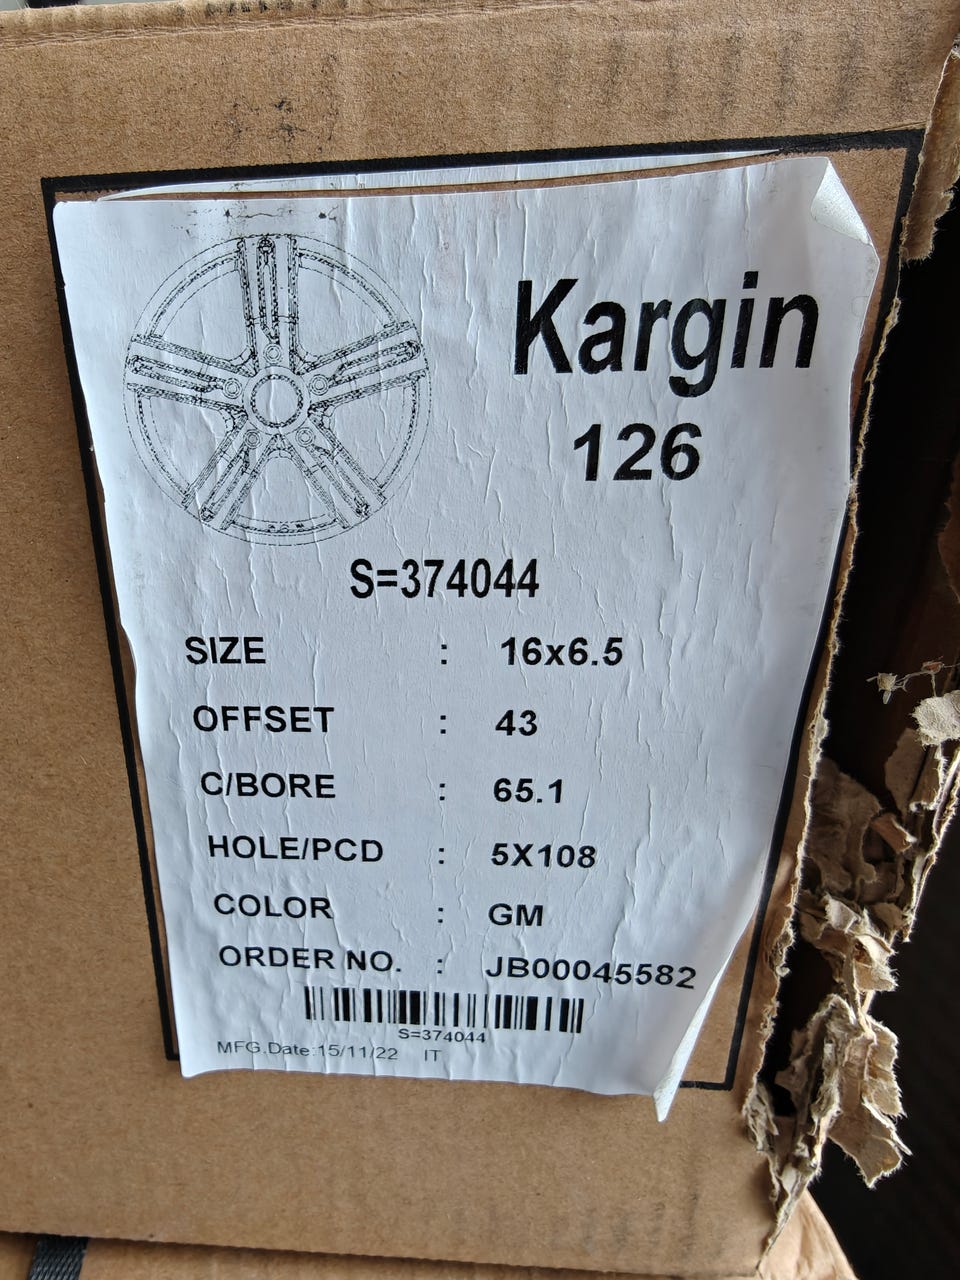 Kargin
126
S=374044
SIZE : 16x6.5
OFFSET : 43
C/BORE : 65.1
HOLE/PCD : 5X108
COLOR : GM
ORDER NO. : JB00045582
S=374044
MFG.Date:15/11/22 IT